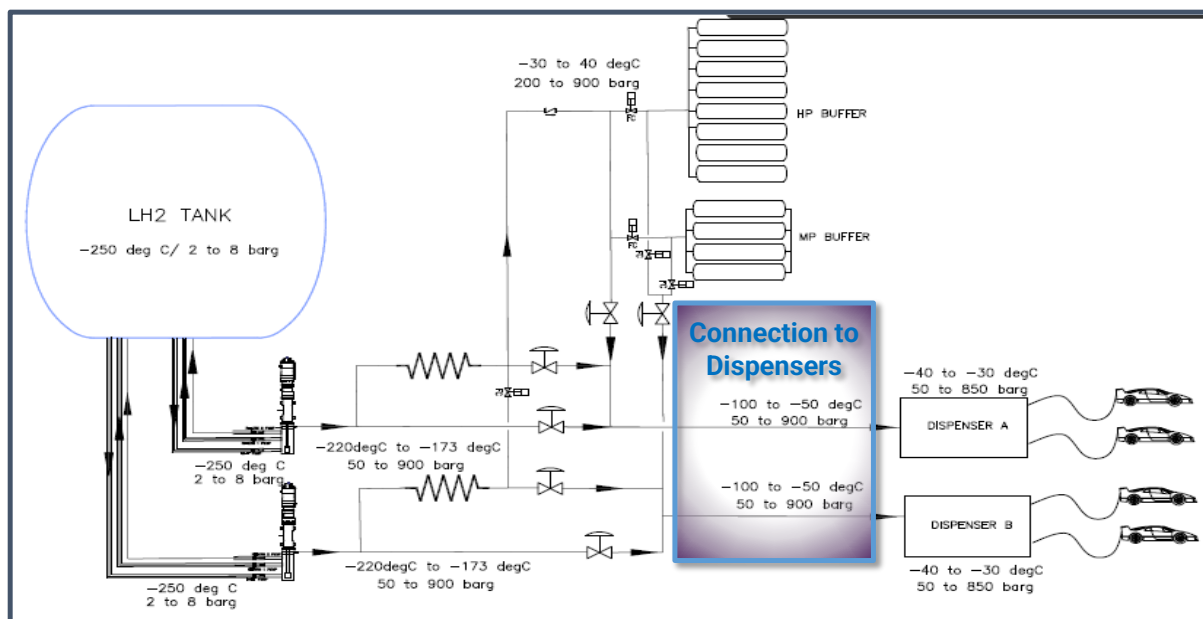 -30 to 40 degC
200 to 900 barg
FC
HP BUFFER
LH2 TANK
-250 deg C/ 2 to 8 barg
FC
MP BUFFER
Connection to
Dispensers
-40 to -30 degC
50 to 850 barg
-100 to -50degC
50 to 900 barg
DISPENSER A
-220degC to -173 degC
50 to 900 barg
-250 deg C
2 to 8 barg
-100 to -50degC
50 to 900 barg
DISPENSER B
-220degC to -173 degC
50 to 900 barg
-40 to -30 degC
50 to 850 barg
-250 deg C
2 to 8 barg